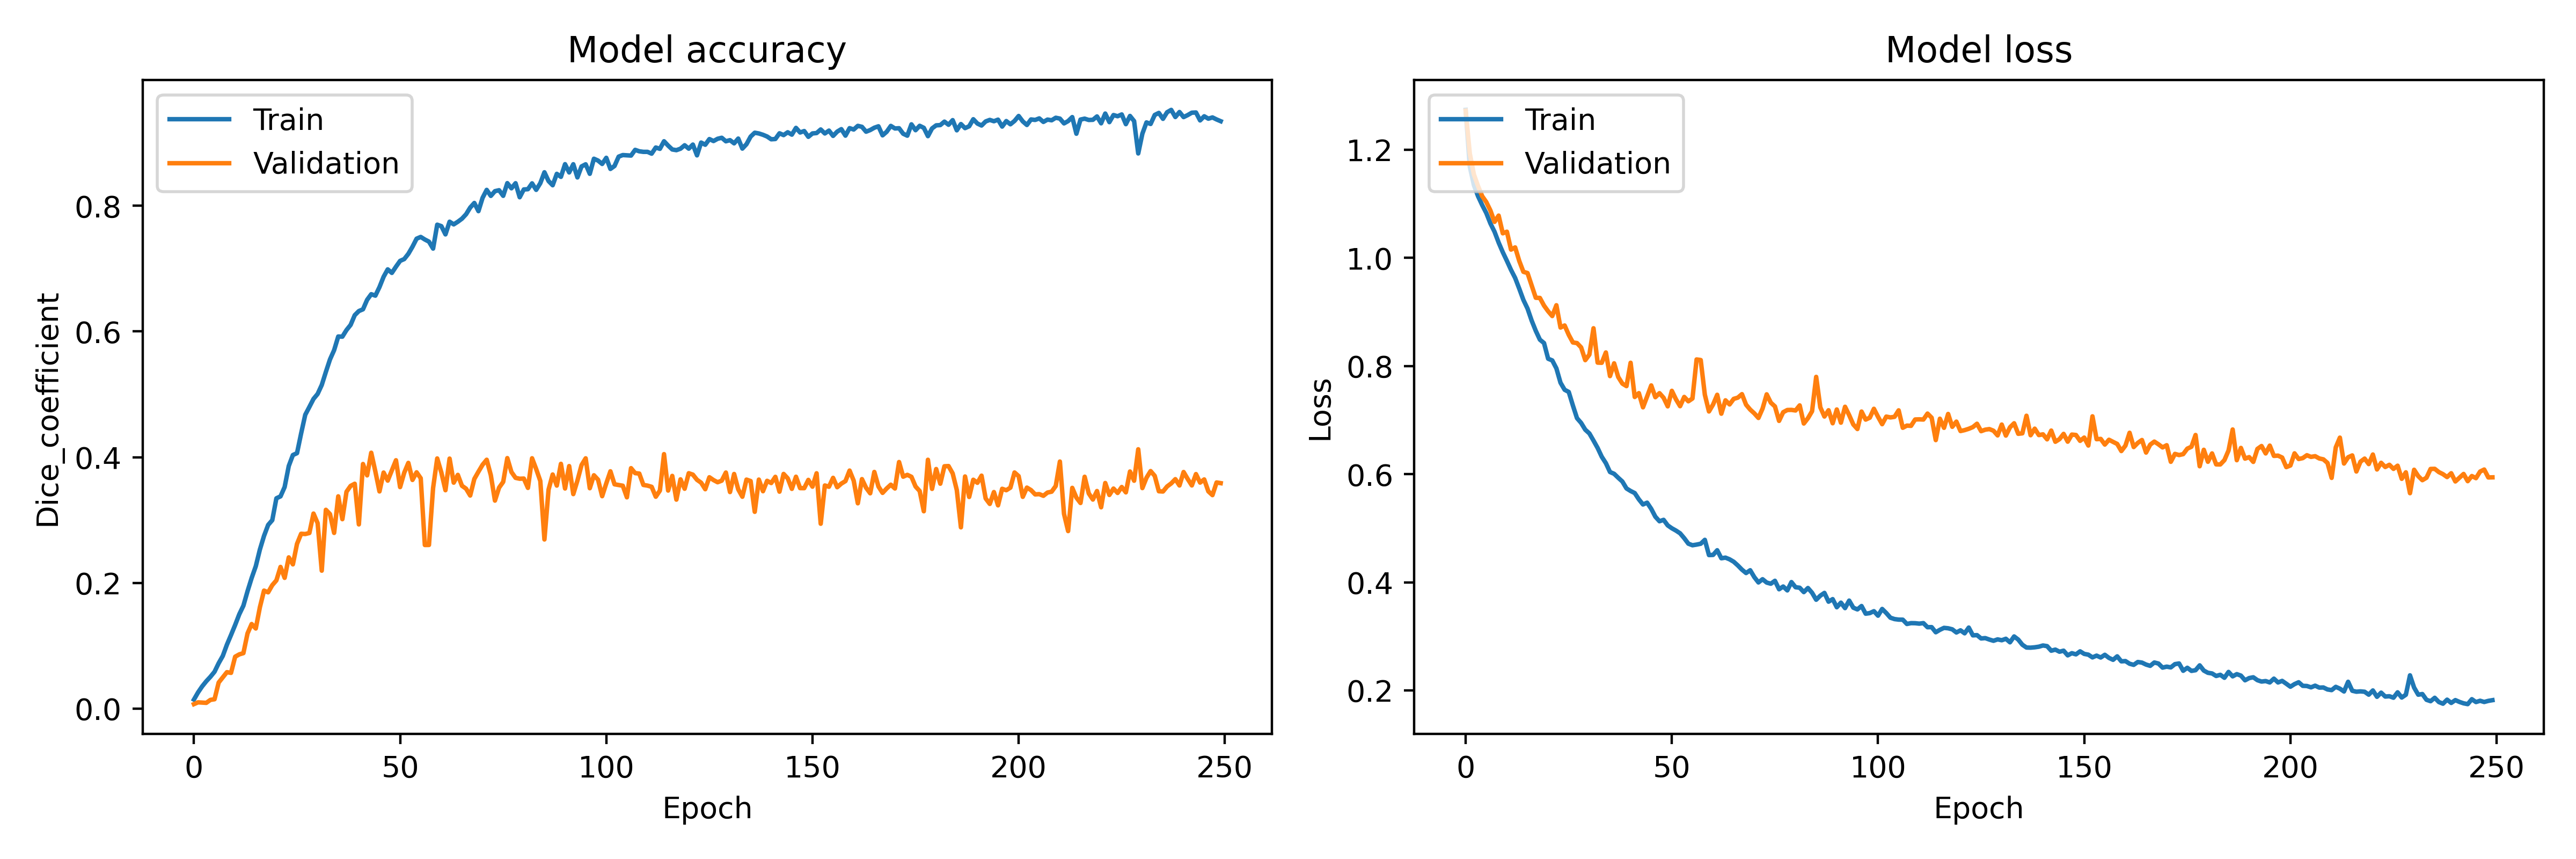 Model accuracy
Train
Validation
0.8
0.6
0.4
0.2
0.0
Dice_coefficient
0 50 100 150 200 250
Epoch
Model loss
Train
Validation
1.2
1.0
0.8
0.6
0.4
0.2
Loss
0 50 100 150 200 250
Epoch